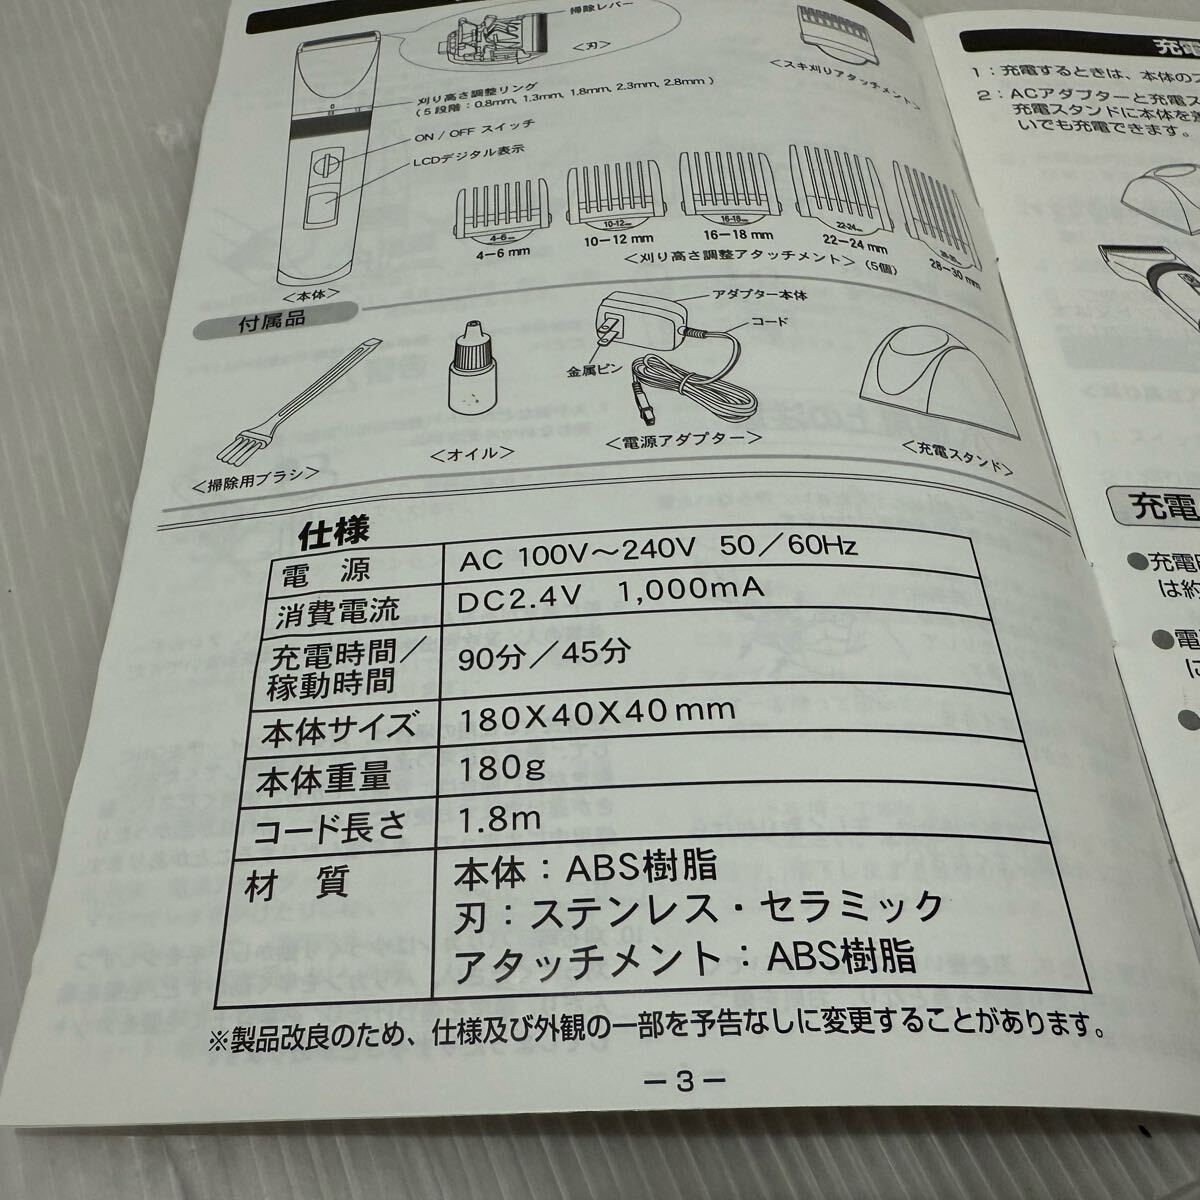 掃除レバー
＜刃＞
＜スキ刈りアタッチメント＞
刈り高さ調整リング
（5段階：0.8mm, 1.3mm, 1.8mm, 2.3mm, 2.8mm）
ON / OFF スイッチ
LCDデジタル表示
4-6mm
10-12mm
16-18mm
22-24mm
4－6 mm
10－12 mm
16－18 mm
22－24 mm
28－30 mm
＜刈り高さ調整アタッチメント＞（5個）
＜本体＞
付属品
アダプター本体
コード
金属ピン
＜掃除用ブラシ＞
＜オイル＞
＜電源アダプター＞
＜充電スタンド＞
仕様
電 源 AC 100V～240V 50／60Hz
消費電流 DC2.4V 1,000mA
充電時間／
稼動時間 90分／45分
本体サイズ 180X40X40mm
本体重量 180g
コード長さ 1.8m
材 質 本体：ABS樹脂
刃：ステンレス・セラミック
アタッチメント：ABS樹脂
※製品改良のため、仕様及び外観の一部を予告なしに変更することがあります。
－3－
充電
1：充電するときは、本体のス
2：ACアダプターと充電ス
充電スタンドに本体を
いでも充電できます。
充電
●充電時
は約
●電
に
●